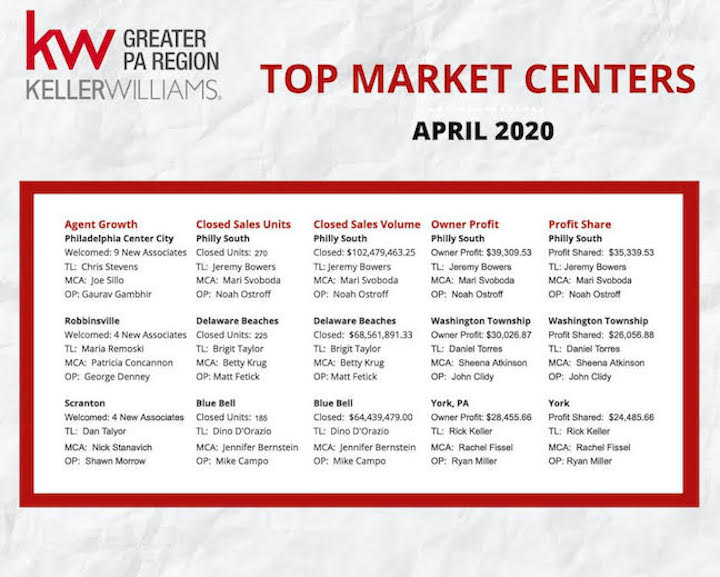 kw GREATER
PA REGION
KELLERWILLIAMS®
TOP MARKET CENTERS
APRIL 2020
Agent Growth
Philadelphia Center City
Welcomed: 9 New Associates
TL: Chris Stevens
MCA: Joe Sillo
OP: Gaurav Gambhir
Robbinsville
Welcomed: 4 New Associates
TL: Maria Remoski
MCA: Patricia Concannon
OP: George Denney
Scranton
Welcomed: 4 New Associates
TL: Dan Talyor
MCA: Nick Stanavich
OP: Shawn Morrow
Closed Sales Units
Philly South
Closed Units: 270
TL: Jeremy Bowers
MCA: Mari Svoboda
OP: Noah Ostroff
Delaware Beaches
Closed Units: 225
TL: Brigit Taylor
MCA: Betty Krug
OP: Matt Fetick
Blue Bell
Closed Units: 185
TL: Dino D'Orazio
MCA: Jennifer Bernstein
OP: Mike Campo
Closed Sales Volume
Philly South
Closed: $102,479,463.25
TL: Jeremy Bowers
MCA: Mari Svoboda
OP: Noah Ostroff
Delaware Beaches
Closed: $68,561,891.33
TL: Brigit Taylor
MCA: Betty Krug
OP: Matt Fetick
Blue Bell
Closed: $64,439,479.00
TL: Dino D'Orazio
MCA: Jennifer Bernstein
OP: Mike Campo
Owner Profit
Philly South
Owner Profit: $39,309.53
TL: Jeremy Bowers
MCA: Mari Svoboda
OP: Noah Ostroff
Washington Township
Owner Profit: $30,026.87
TL: Daniel Torres
MCA: Sheena Atkinson
OP: John Clidy
York, PA
Owner Profit: $28,455.66
TL: Rick Keller
MCA: Rachel Fissel
OP: Ryan Miller
Profit Share
Philly South
Profit Shared: $35,339.53
TL: Jeremy Bowers
MCA: Mari Svoboda
OP: Noah Ostroff
Washington Township
Profit Shared: $26,056.88
TL: Daniel Torres
MCA: Sheena Atkinson
OP: John Clidy
York
Profit Shared: $24,485.66
TL: Rick Keller
MCA: Rachel Fissel
OP: Ryan Miller